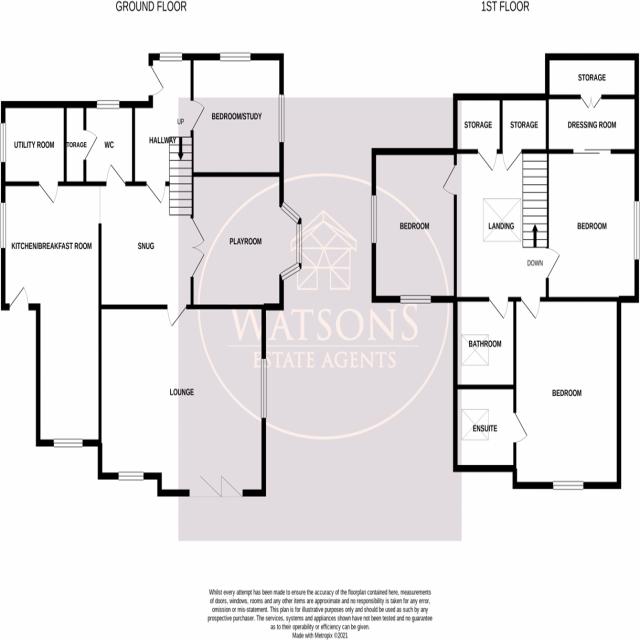 GROUND FLOOR
1ST FLOOR
UP
BEDROOM/STUDY
UTILITY ROOM
TORAGE
WC
HALLWAY
KITCHEN/BREAKFAST ROOM
SNUG
PLAYROOM
LOUNGE
STORAGE
STORAGE
STORAGE
DRESSING ROOM
BEDROOM
LANDING
BEDROOM
DOWN
BATHROOM
BEDROOM
ENSUITE
WATSONS
ESTATE AGENTS
Whilst every attempt has been made to ensure the accuracy of the floorplan contained here, measurements
of doors, windows, rooms and any other items are approximate and no responsibility is taken for any error,
omission or mis-statement. This plan is for illustrative purposes only and should be used as such by any
prospective purchaser. The services, systems and appliances shown have not been tested and no guarantee
as to their operability or efficiency can be given.
Made with Metropix ©2021